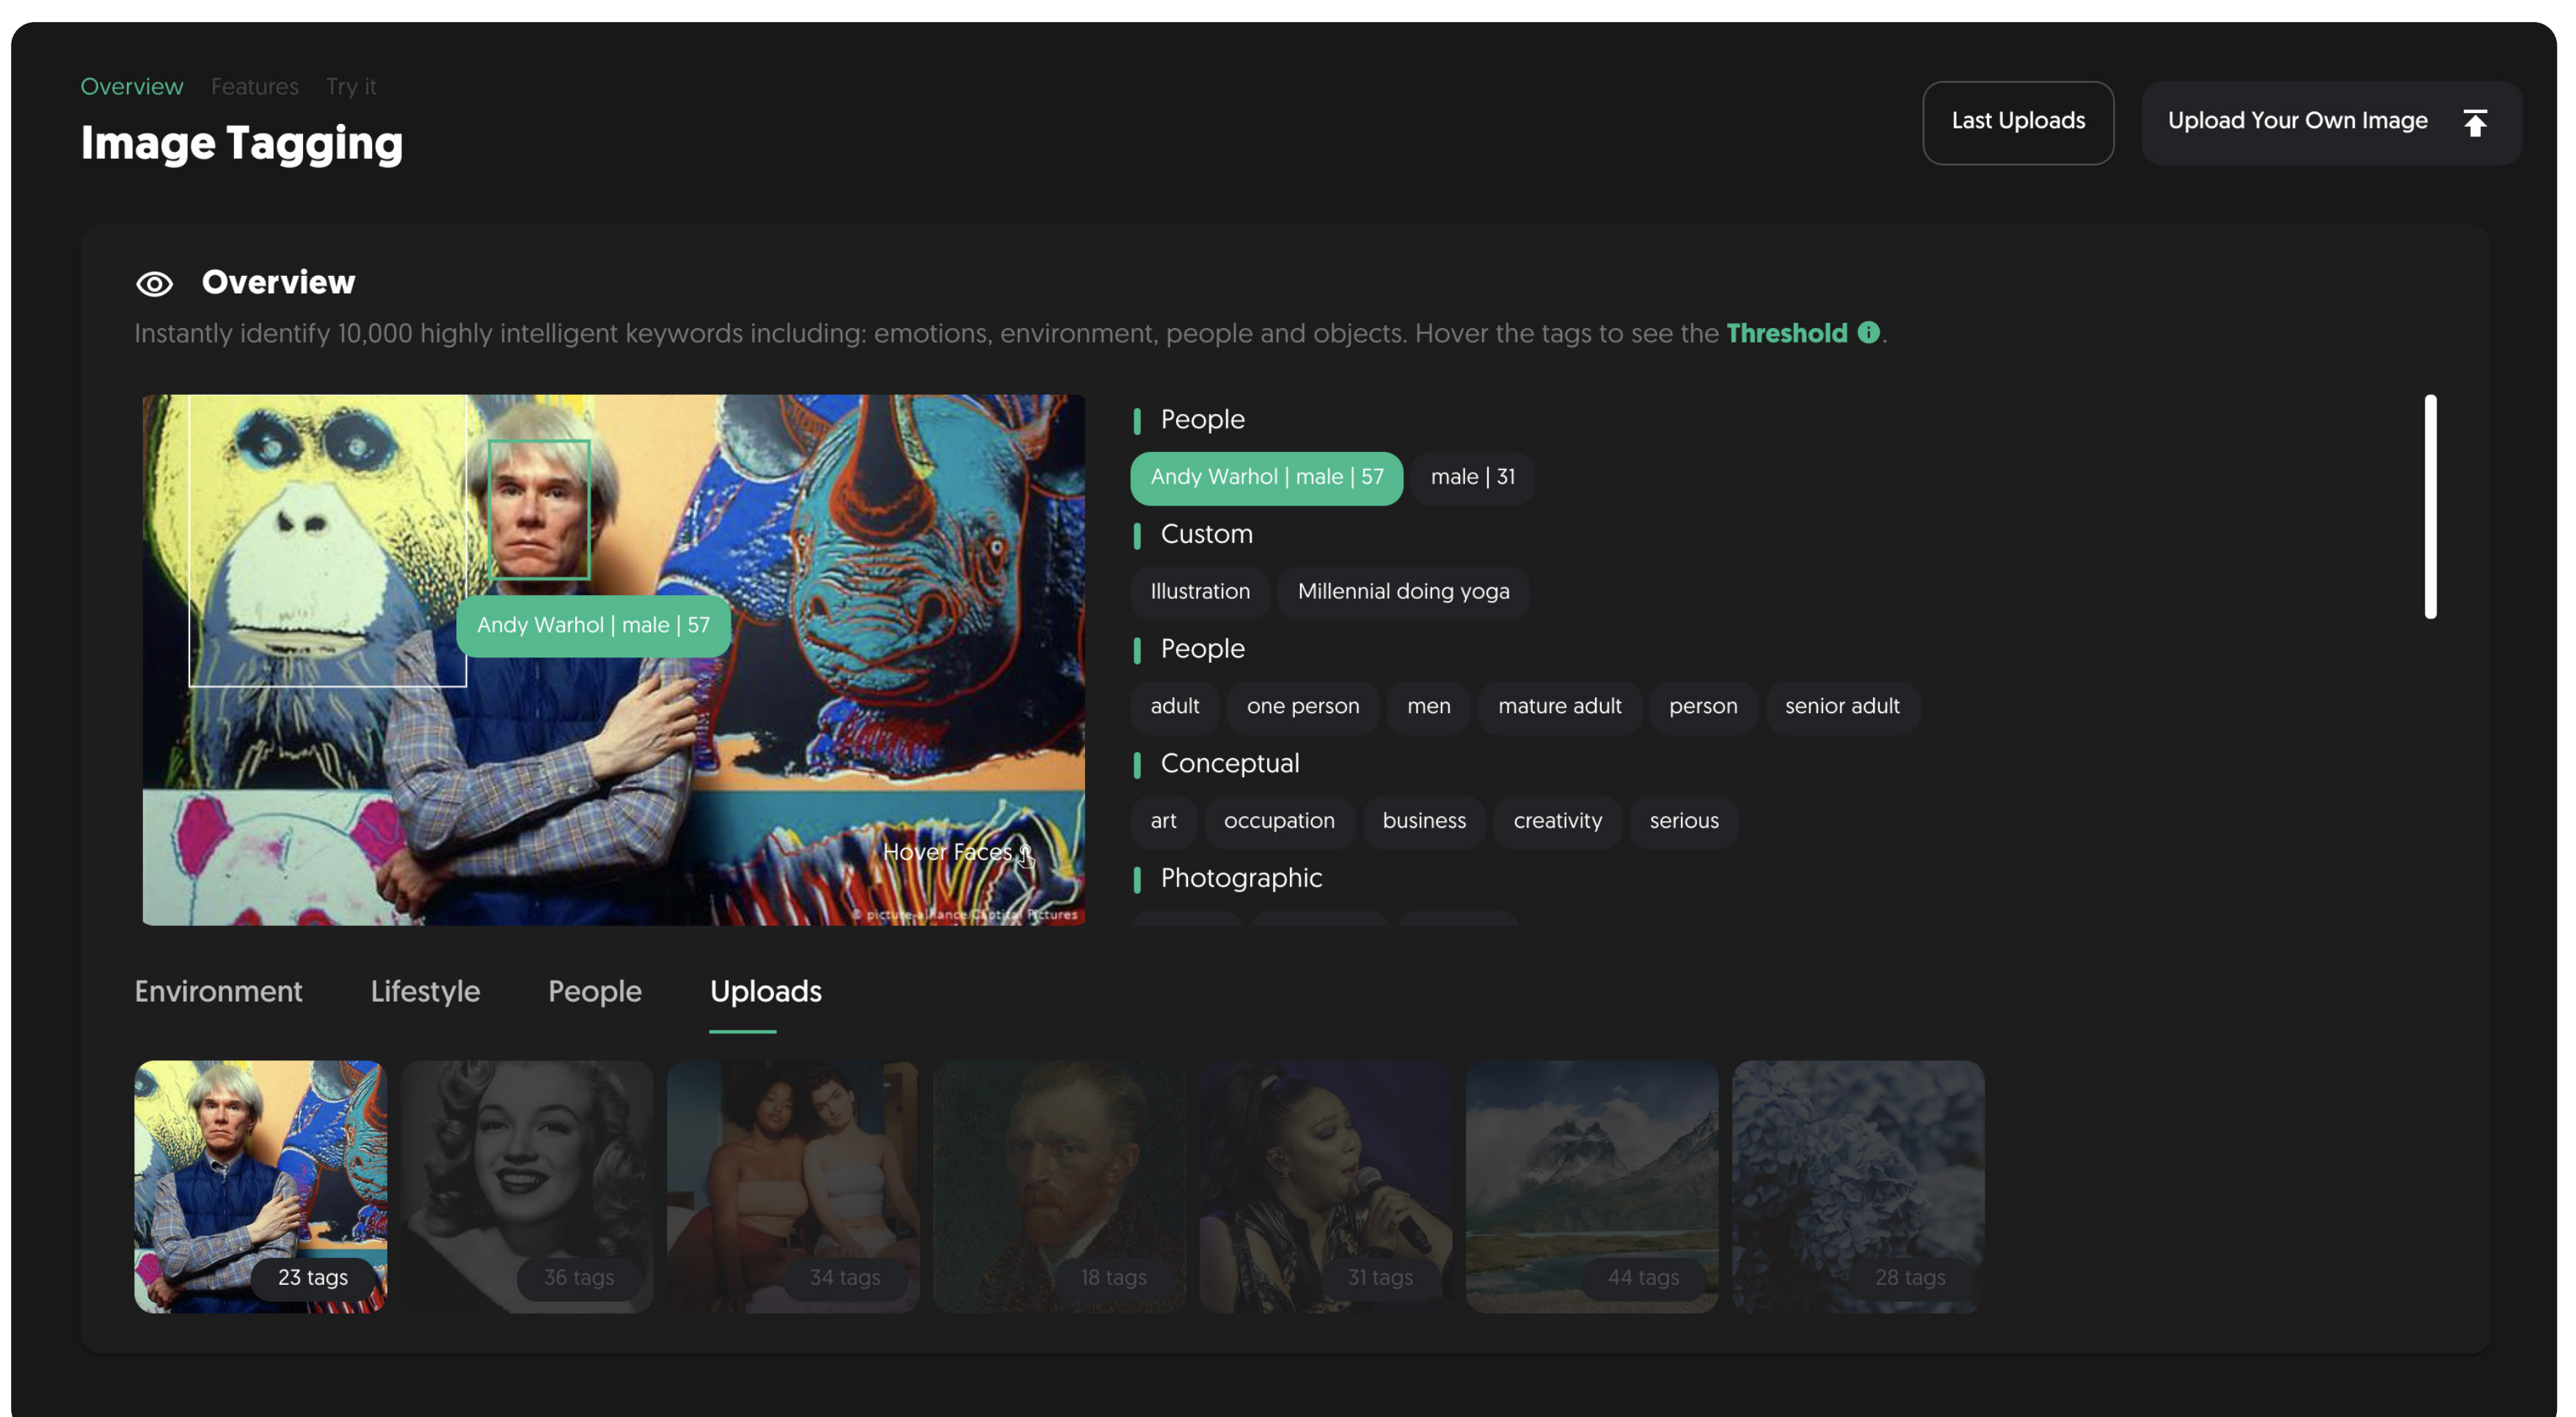 Overview Features Try it
Image Tagging
Last Uploads
Upload Your Own Image
Overview
Instantly identify 10,000 highly intelligent keywords including: emotions, environment, people and objects. Hover the tags to see the Threshold i.
People
Andy Warhol | male | 57 male | 31
Custom
Illustration Millennial doing yoga
People
adult one person men mature adult person senior adult
Conceptual
art occupation business creativity serious
Photographic
Andy Warhol | male | 57
Hover Faces
© picture-alliance/Captital Pictures
Environment Lifestyle People Uploads
23 tags 36 tags 34 tags 18 tags 31 tags 44 tags 28 tags